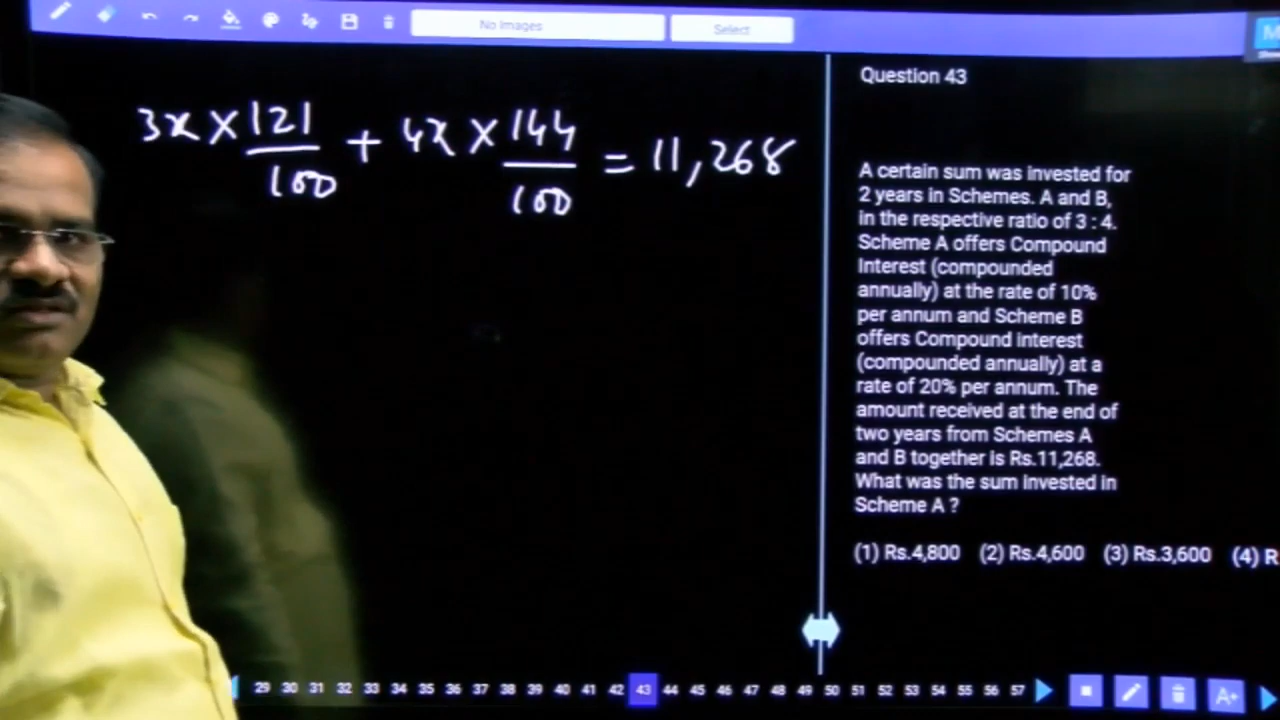 No Images Select
3x × 121/100 + 4x × 144/100 = 11,268
Question 43
A certain sum was invested for
2 years in Schemes. A and B,
in the respective ratio of 3 : 4.
Scheme A offers Compound
Interest (compounded
annually) at the rate of 10%
per annum and Scheme B
offers Compound Interest
(compounded annually) at a
rate of 20% per annum. The
amount received at the end of
two years from Schemes A
and B together is Rs.11,268.
What was the sum invested in
Scheme A ?
(1) Rs.4,800 (2) Rs.4,600 (3) Rs.3,600 (4) R
29 30 31 32 33 34 35 36 37 38 39 40 41 42 43 44 45 46 47 48 49 50 51 52 53 54 55 56 57 A+